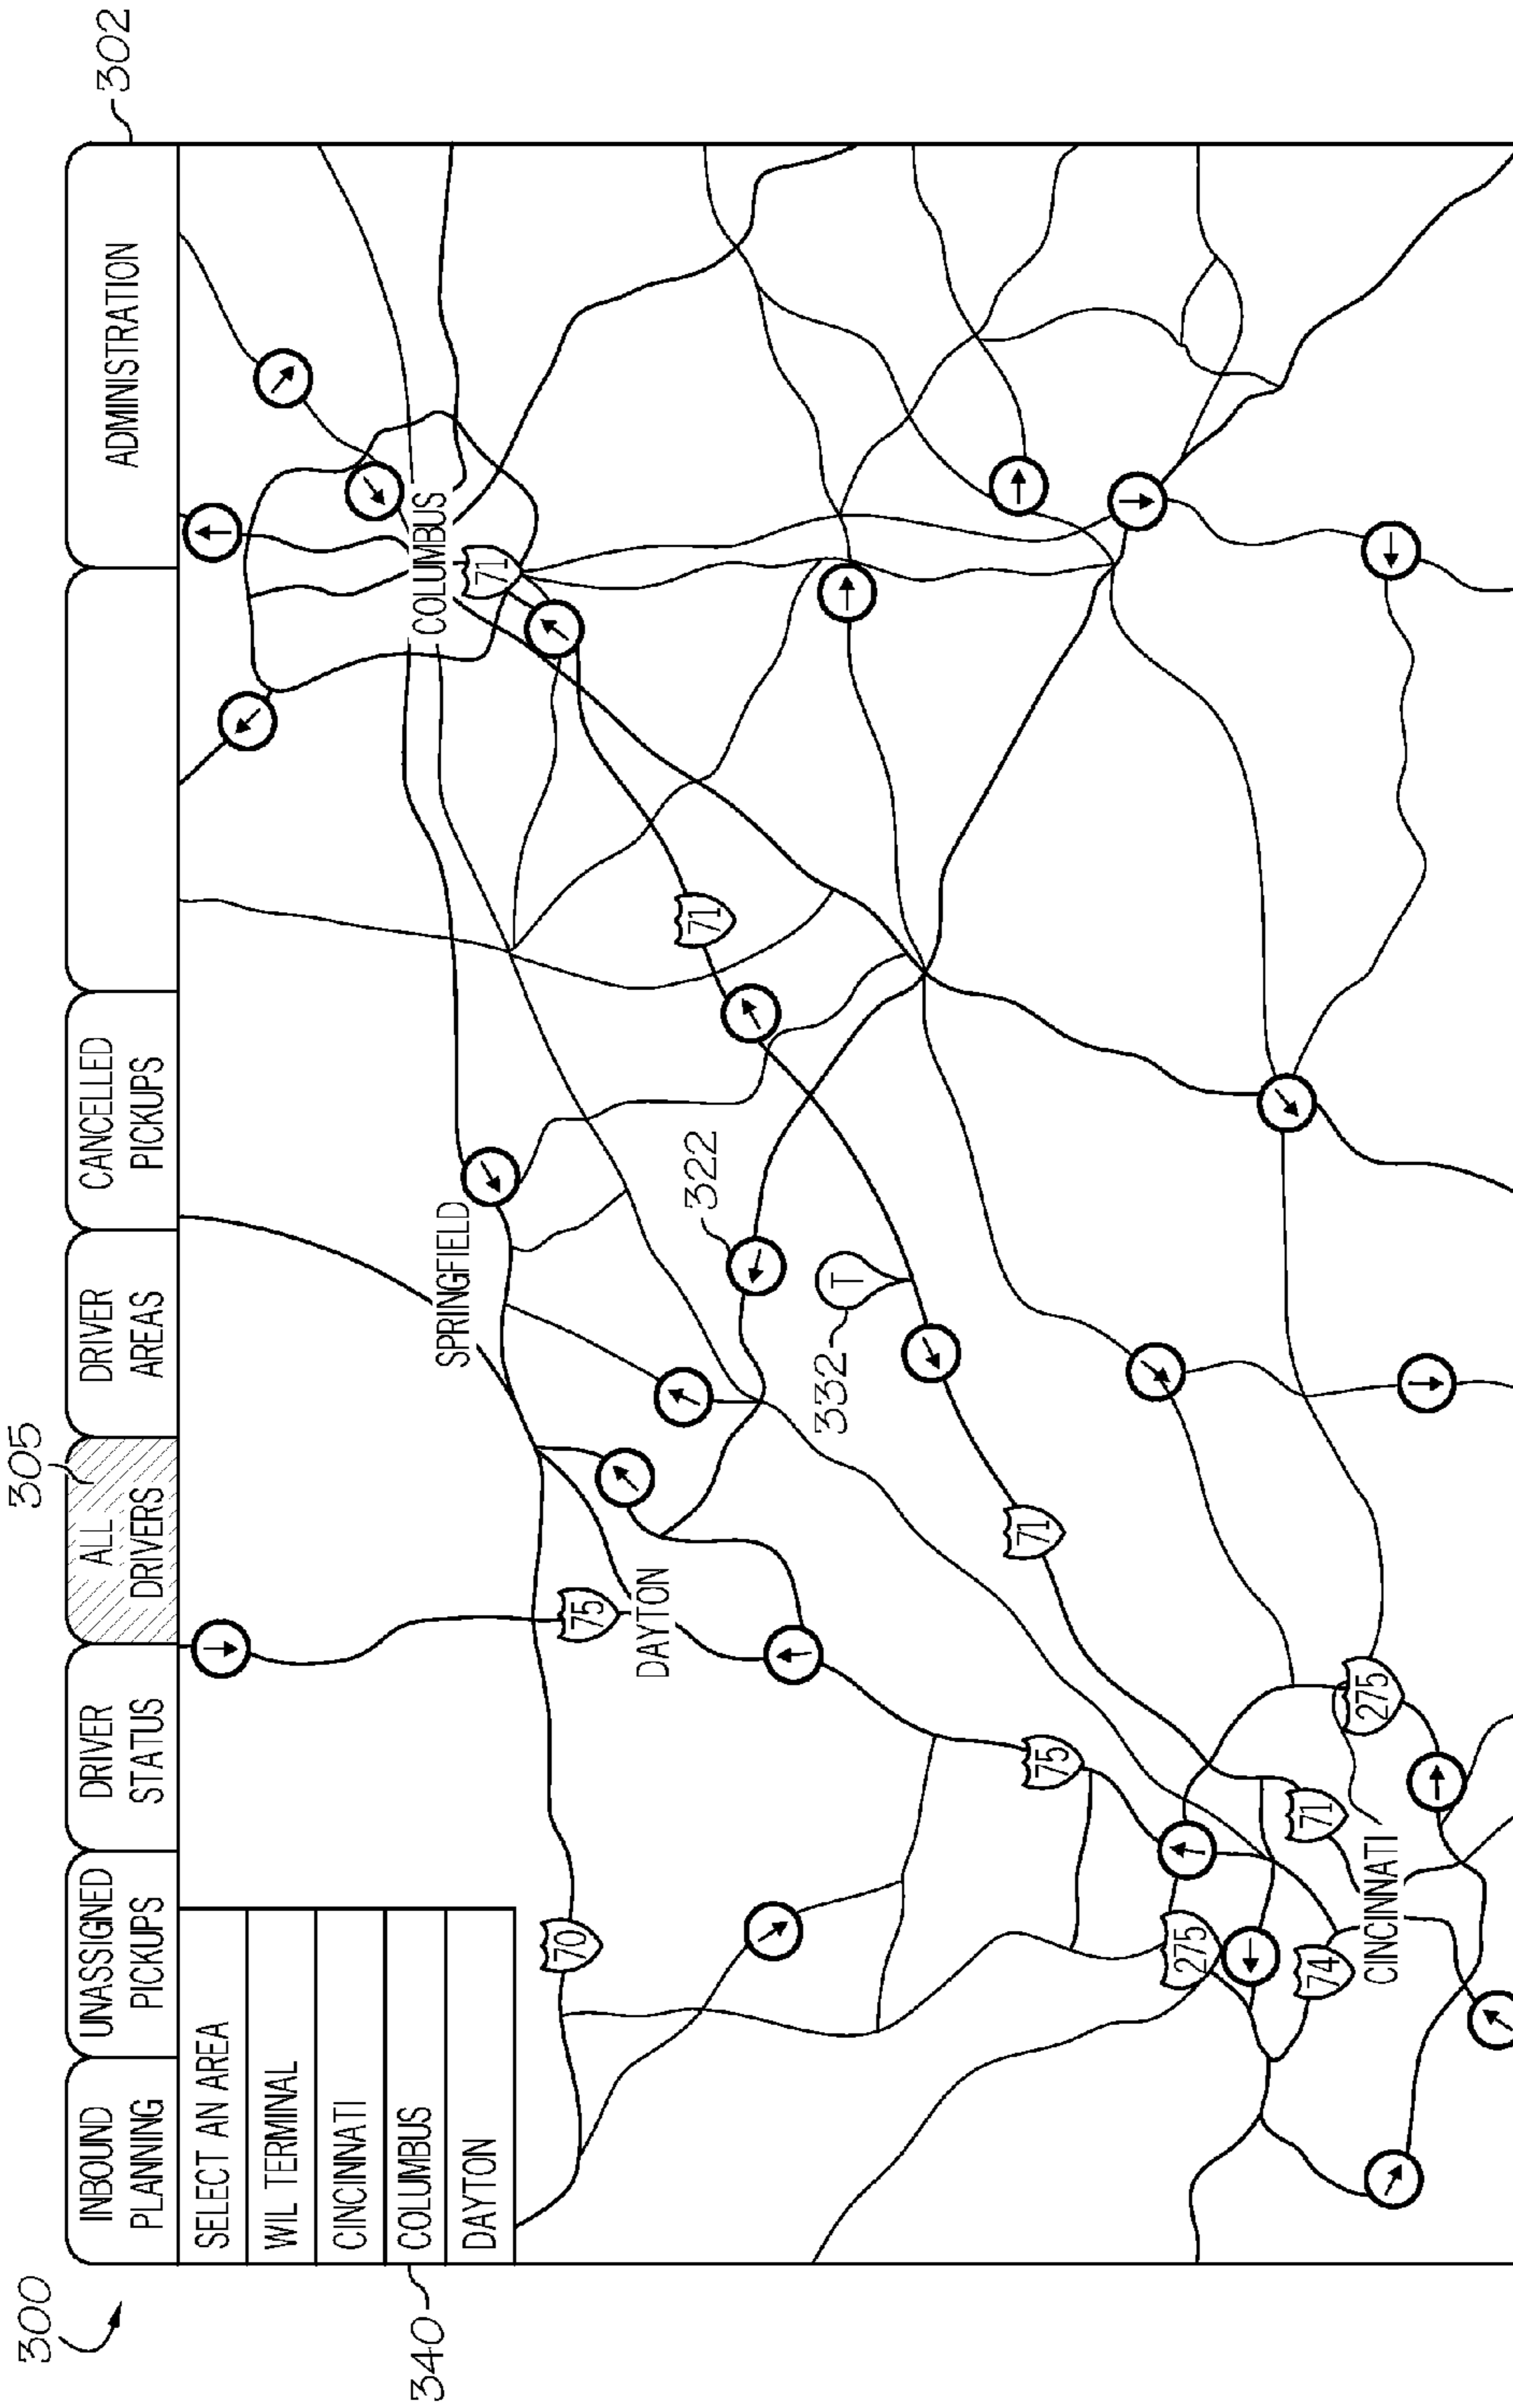 300
302
305
INBOUND
PLANNING
UNASSIGNED
PICKUPS
DRIVER
STATUS
ALL
DRIVERS
DRIVER
AREAS
CANCELLED
PICKUPS
ADMINISTRATION
SELECT AN AREA
WIL TERMINAL
CINCINNATI
COLUMBUS
DAYTON
340
COLUMBUS
71
SPRINGFIELD
70
75
DAYTON
322
71
332
T
75
71
275
74
71
275
CINCINNATI